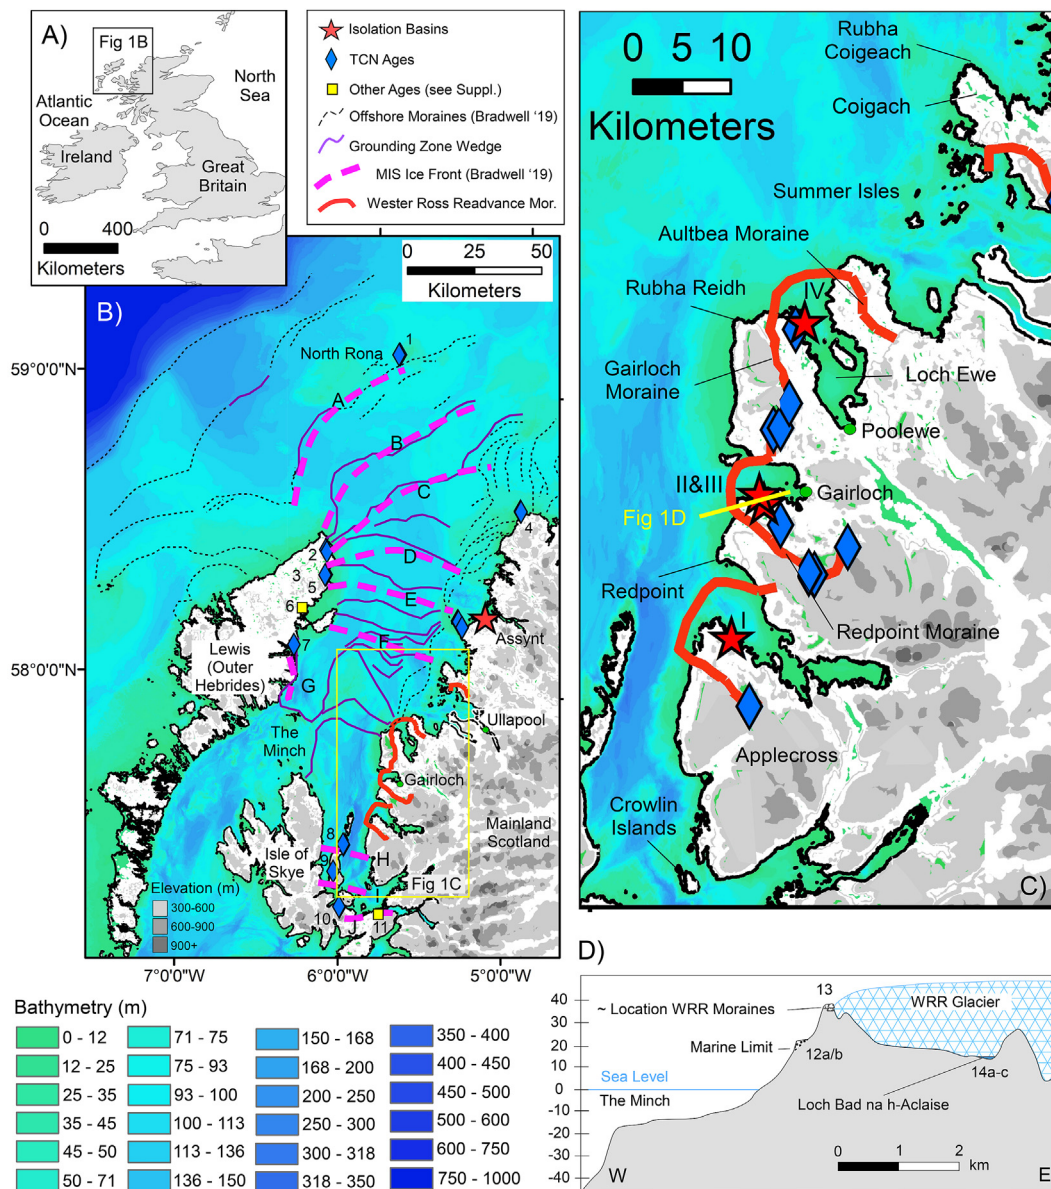 A)
Fig 1B
North
Sea
Atlantic
Ocean
Ireland
Great
Britain
0 400
Kilometers
Isolation Basins
TCN Ages
Other Ages (see Suppl.)
Offshore Moraines (Bradwell '19)
Grounding Zone Wedge
MIS Ice Front (Bradwell '19)
Wester Ross Readvance Mor.
B)
0 25 50
Kilometers
59°0'0"N
58°0'0"N
North Rona
1
A
B
C
4
2
3
D
5
E
6
Assynt
7
F
Lewis
(Outer
Hebrides)
G
Ullapool
The
Minch
Gairloch
Mainland
Scotland
8
H
Isle of
Skye
9
I
Fig 1C
10
J
11
Elevation (m)
300-600
600-900
900+
7°0'0"W
6°0'0"W
5°0'0"W
0 5 10
Kilometers
Rubha
Coigeach
Coigach
Summer Isles
Aultbea Moraine
Rubha Reidh
IV
Gairloch
Moraine
Loch Ewe
Poolewe
II&III
Gairloch
Fig 1D
Redpoint
Redpoint Moraine
I
Applecross
Crowlin
Islands
C)
Bathymetry (m)
0 - 12
12 - 25
25 - 35
35 - 45
45 - 50
50 - 71
71 - 75
75 - 93
93 - 100
100 - 113
113 - 136
136 - 150
150 - 168
168 - 200
200 - 250
250 - 300
300 - 318
318 - 350
350 - 400
400 - 450
450 - 500
500 - 600
600 - 750
750 - 1000
D)
40
30
20
10
0
-10
-20
-30
-40
13
~ Location WRR Moraines
WRR Glacier
Marine Limit
12a/b
Sea Level
The Minch
14a-c
Loch Bad na h-Aclaise
0 1 2
km
W
E